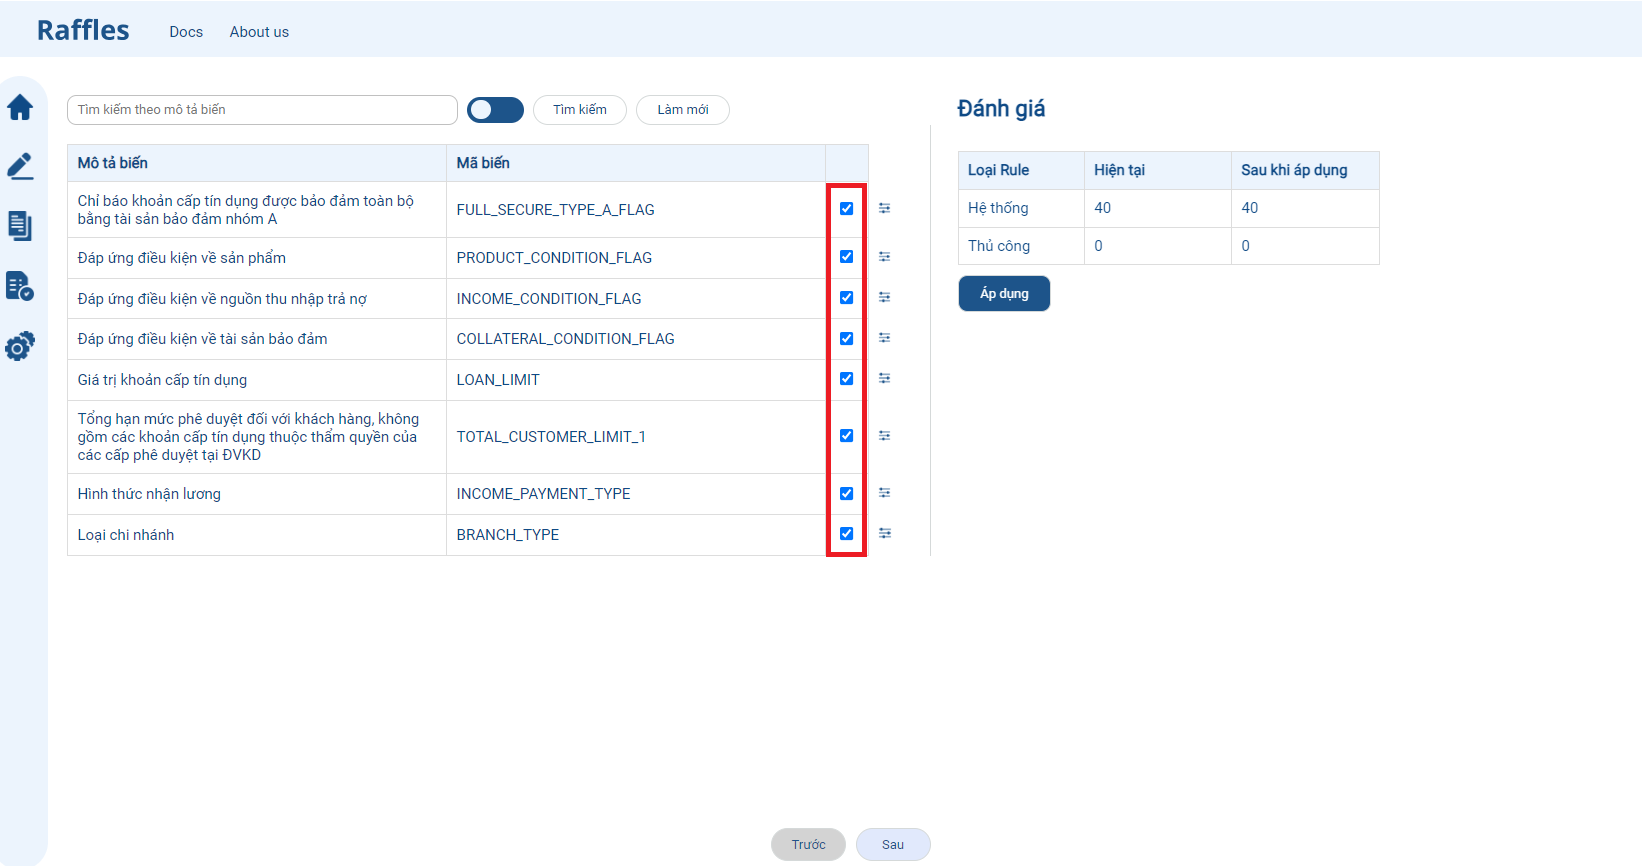 Raffles
Docs
About us
Tìm kiếm theo mô tả biến
Tìm kiếm
Làm mới
Mô tả biến
Mã biến
Chỉ báo khoản cấp tín dụng được bảo đảm toàn bộ
bằng tài sản bảo đảm nhóm A
FULL_SECURE_TYPE_A_FLAG
Đáp ứng điều kiện về sản phẩm
PRODUCT_CONDITION_FLAG
Đáp ứng điều kiện về nguồn thu nhập trả nợ
INCOME_CONDITION_FLAG
Đáp ứng điều kiện về tài sản bảo đảm
COLLATERAL_CONDITION_FLAG
Giá trị khoản cấp tín dụng
LOAN_LIMIT
Tổng hạn mức phê duyệt đối với khách hàng, không
gồm các khoản cấp tín dụng thuộc thẩm quyền của
các cấp phê duyệt tại ĐVKD
TOTAL_CUSTOMER_LIMIT_1
Hình thức nhận lương
INCOME_PAYMENT_TYPE
Loại chi nhánh
BRANCH_TYPE
Đánh giá
Loại Rule
Hiện tại
Sau khi áp dụng
Hệ thống
40
40
Thủ công
0
0
Áp dụng
Trước
Sau